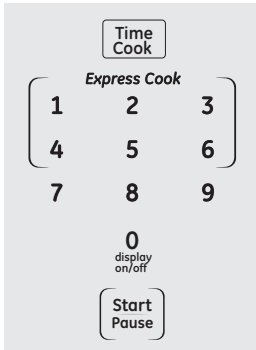 Time
Cook
Express Cook
1 2 3
4 5 6
7 8 9
0
display
on/off
Start
Pause